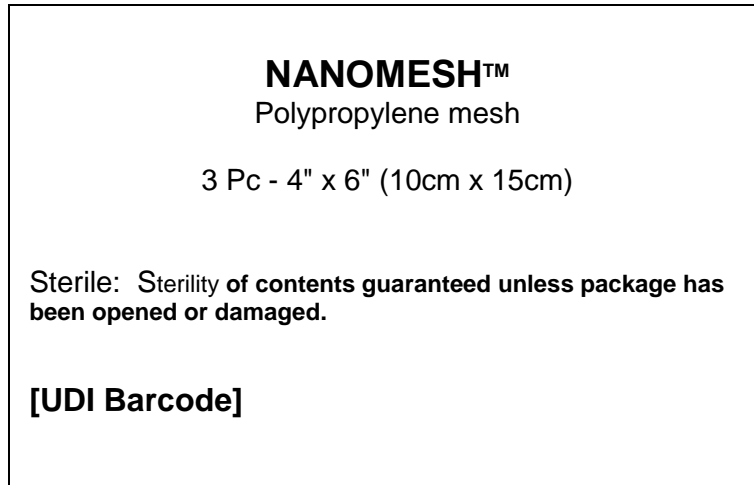 NANOMESH™
Polypropylene mesh
3 Pc - 4" x 6" (10cm x 15cm)
Sterile: Sterility of contents guaranteed unless package has
been opened or damaged.
[UDI Barcode]